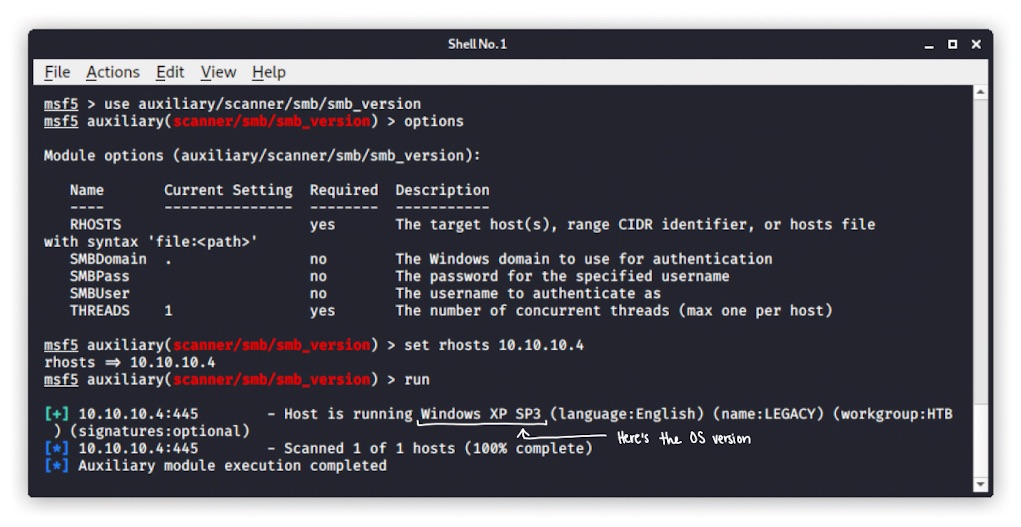 Shell No. 1
File Actions Edit View Help
msf5 > use auxiliary/scanner/smb/smb_version
msf5 auxiliary(scanner/smb/smb_version) > options
Module options (auxiliary/scanner/smb/smb_version):
Name Current Setting Required Description
---- --------------- -------- -----------
RHOSTS yes The target host(s), range CIDR identifier, or hosts file
with syntax 'file:<path>'
SMBDomain . no The Windows domain to use for authentication
SMBPass no The password for the specified username
SMBUser no The username to authenticate as
THREADS 1 yes The number of concurrent threads (max one per host)
msf5 auxiliary(scanner/smb/smb_version) > set rhosts 10.10.10.4
rhosts ⇒ 10.10.10.4
msf5 auxiliary(scanner/smb/smb_version) > run
[+] 10.10.10.4:445 - Host is running Windows XP SP3 (language:English) (name:LEGACY) (workgroup:HTB
) (signatures:optional)
Here's the OS version
[*] 10.10.10.4:445 - Scanned 1 of 1 hosts (100% complete)
[*] Auxiliary module execution completed